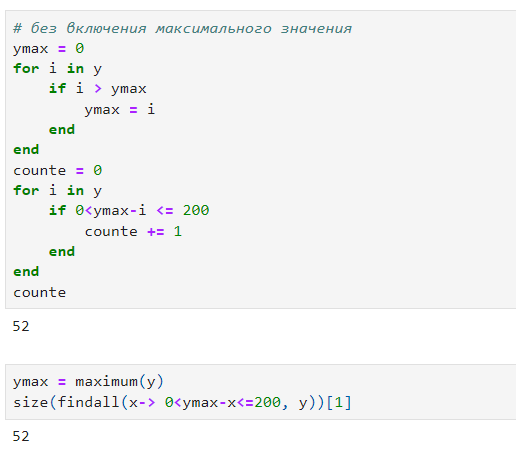 # без включения максимального значения
ymax = 0
for i in y
    if i > ymax
        ymax = i
    end
end
counte = 0
for i in y
    if 0<ymax-i <= 200
        counte += 1
    end
end
counte
52
ymax = maximum(y)
size(findall(x-> 0<ymax-x<=200, y))[1]
52